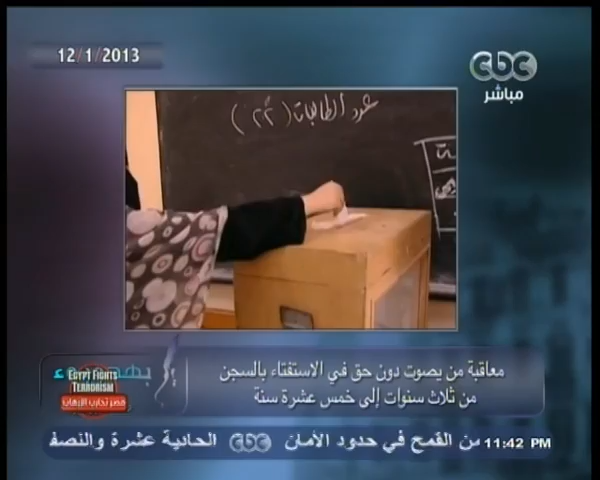 12/1/2013
cbc
مباشر
عدد الطالبات (٢٢)
معاقبة من يصوت دون حق في الاستفتاء بالسجن
من ثلاث سنوات إلى خمس عشرة سنة
بهدوء
EGYPT FIGHTS
TERRORISM
مصر تحارب الإرهاب
من القمح في حدود الأمان cbc الحادية عشرة والنصف
11:42 PM